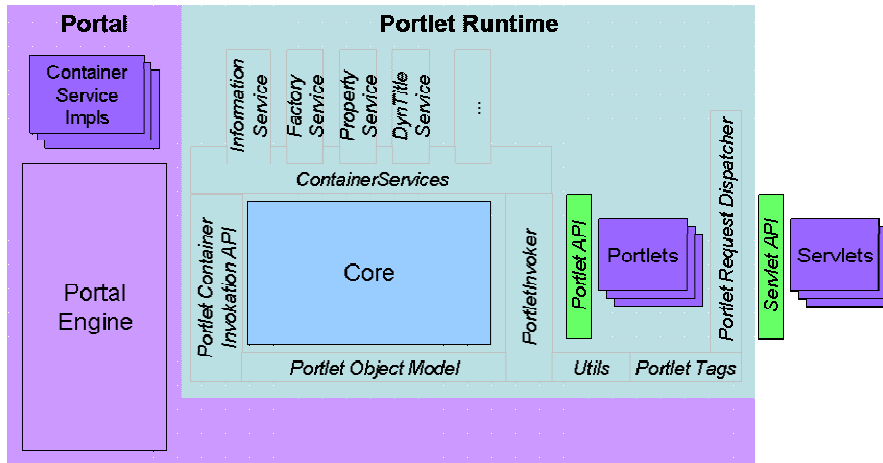 Portal
Portlet Runtime
Container
Service
Impls
Information
Service
Factory
Service
Property
Service
DynTitle
Service
...
ContainerServices
Portal
Engine
Portlet Container
Invokation API
Core
PortletInvoker
Portlet API
Portlets
Portlet Request Dispatcher
Servlet API
Servlets
Portlet Object Model
Utils
Portlet Tags